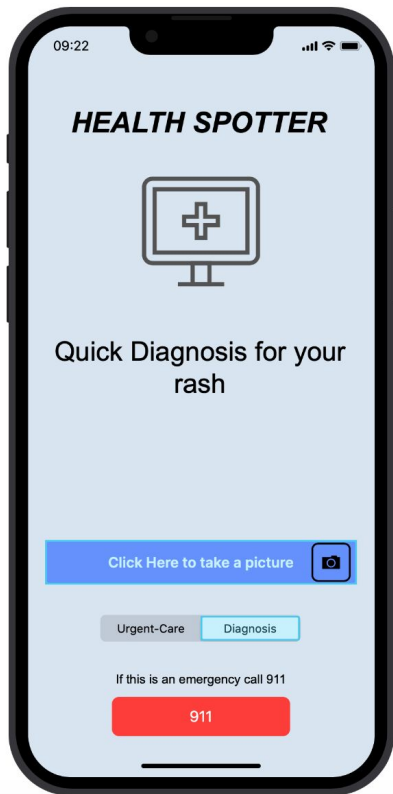 09:22
HEALTH SPOTTER
Quick Diagnosis for your
rash
Click Here to take a picture
Urgent-Care Diagnosis
If this is an emergency call 911
911